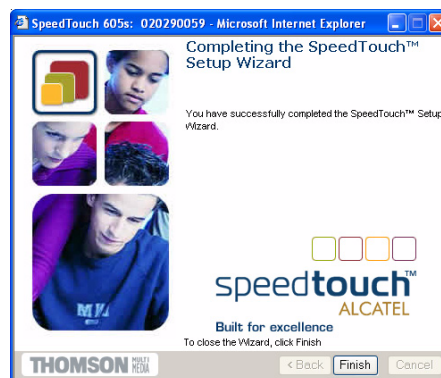 SpeedTouch 605s: 020290059 - Microsoft Internet Explorer
Completing the SpeedTouch™
Setup Wizard
You have successfully completed the SpeedTouch™ Setup
Wizard.
speedtouch™
ALCATEL
Built for excellence
To close the Wizard, click Finish
THOMSON MULTI MEDIA
< Back Finish Cancel